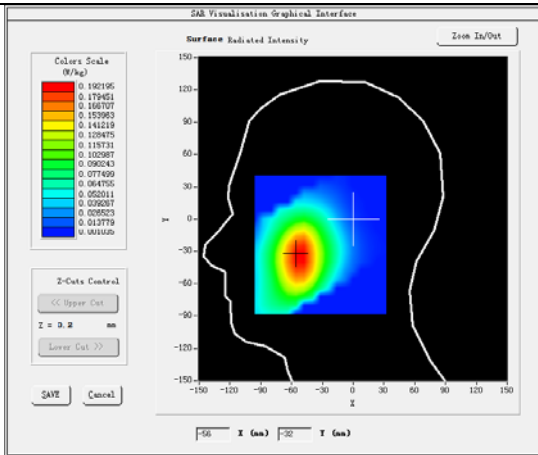 SAR Visualisation Graphical Interface
Surface Radiated Intensity
Zoom In/Out
Colors Scale
(W/kg)
0.192195
0.179451
0.166707
0.153963
0.141219
0.128475
0.115731
0.102987
0.090243
0.077499
0.064755
0.052011
0.039267
0.026523
0.013779
0.001035
Z-Cuts Control
<< Upper Cut
Z = 3.2 mm
Lower Cut >>
SAVE Cancel
150
120
90
60
30
0
-30
-60
-90
-120
-150
Y
-150 -120 -90 -60 -30 0 30 60 90 120 150
X
-56 X (mm) -32 Y (mm)